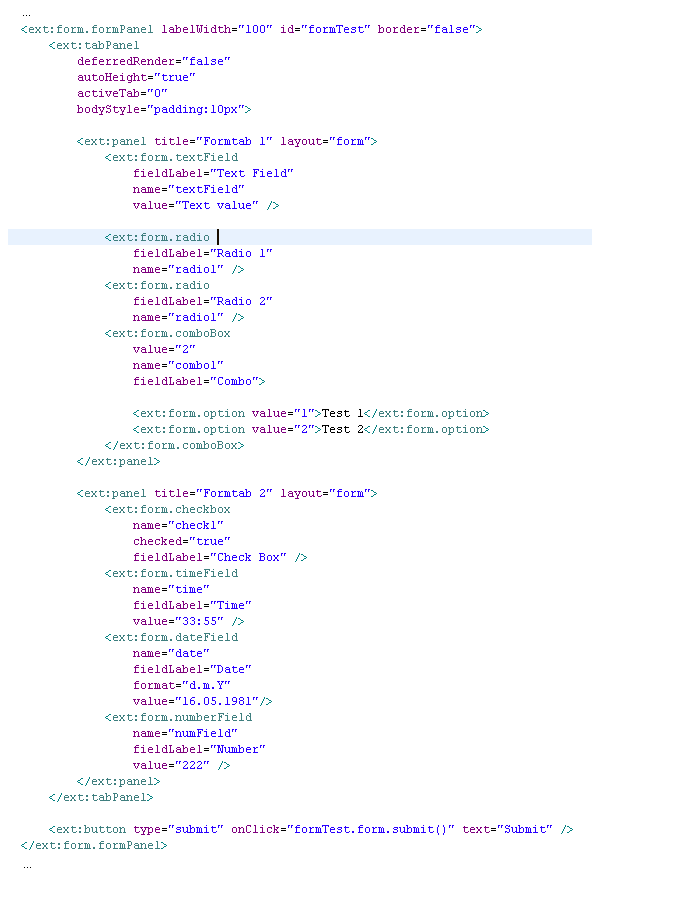 ...
<ext:form.formPanel labelWidth="100" id="formTest" border="false">
<ext:tabPanel
deferredRender="false"
autoHeight="true"
activeTab="0"
bodyStyle="padding:10px">
<ext:panel title="Formtab 1" layout="form">
<ext:form.textField
fieldLabel="Text Field"
name="textField"
value="Text value" />
<ext:form.radio
fieldLabel="Radio 1"
name="radio1" />
<ext:form.radio
fieldLabel="Radio 2"
name="radio1" />
<ext:form.comboBox
value="2"
name="combo1"
fieldLabel="Combo">
<ext:form.option value="1">Test 1</ext:form.option>
<ext:form.option value="2">Test 2</ext:form.option>
</ext:form.comboBox>
</ext:panel>
<ext:panel title="Formtab 2" layout="form">
<ext:form.checkbox
name="check1"
checked="true"
fieldLabel="Check Box" />
<ext:form.timeField
name="time"
fieldLabel="Time"
value="33:55" />
<ext:form.dateField
name="date"
fieldLabel="Date"
format="d.m.Y"
value="16.05.1981"/>
<ext:form.numberField
name="numField"
fieldLabel="Number"
value="222" />
</ext:panel>
</ext:tabPanel>
<ext:button type="submit" onClick="formTest.form.submit()" text="Submit" />
</ext:form.formPanel>
...